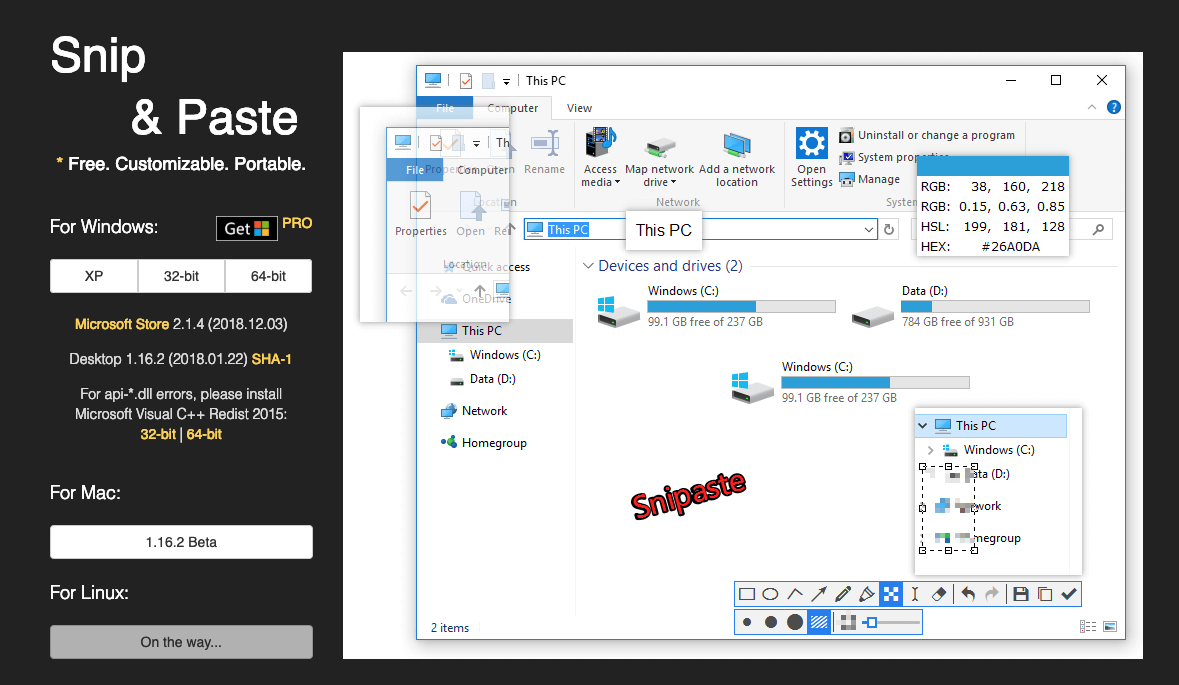 Snip
& Paste
* Free. Customizable. Portable.
For Windows:
Get
PRO
XP
32-bit
64-bit
Microsoft Store 2.1.4 (2018.12.03)
Desktop 1.16.2 (2018.01.22) SHA-1
For api-*.dll errors, please install
Microsoft Visual C++ Redist 2015:
32-bit | 64-bit
For Mac:
1.16.2 Beta
For Linux:
On the way...
This PC
File
Computer
View
Uninstall or change a program
System properties
Manage
Access
media
Map network
drive
Add a network
location
Open
Settings
Rename
Network
System
File
Computer
Properties
Open
Location
Quick access
OneDrive
This PC
This PC
RGB: 38, 160, 218
RGB: 0.15, 0.63, 0.85
HSL: 199, 181, 128
HEX: #26A0DA
Devices and drives (2)
Windows (C:)
99.1 GB free of 237 GB
Data (D:)
784 GB free of 931 GB
Windows (C:)
99.1 GB free of 237 GB
This PC
Windows (C:)
Data (D:)
Network
Homegroup
This PC
Windows (C:)
ata (D:)
work
megroup
Snipaste
2 items